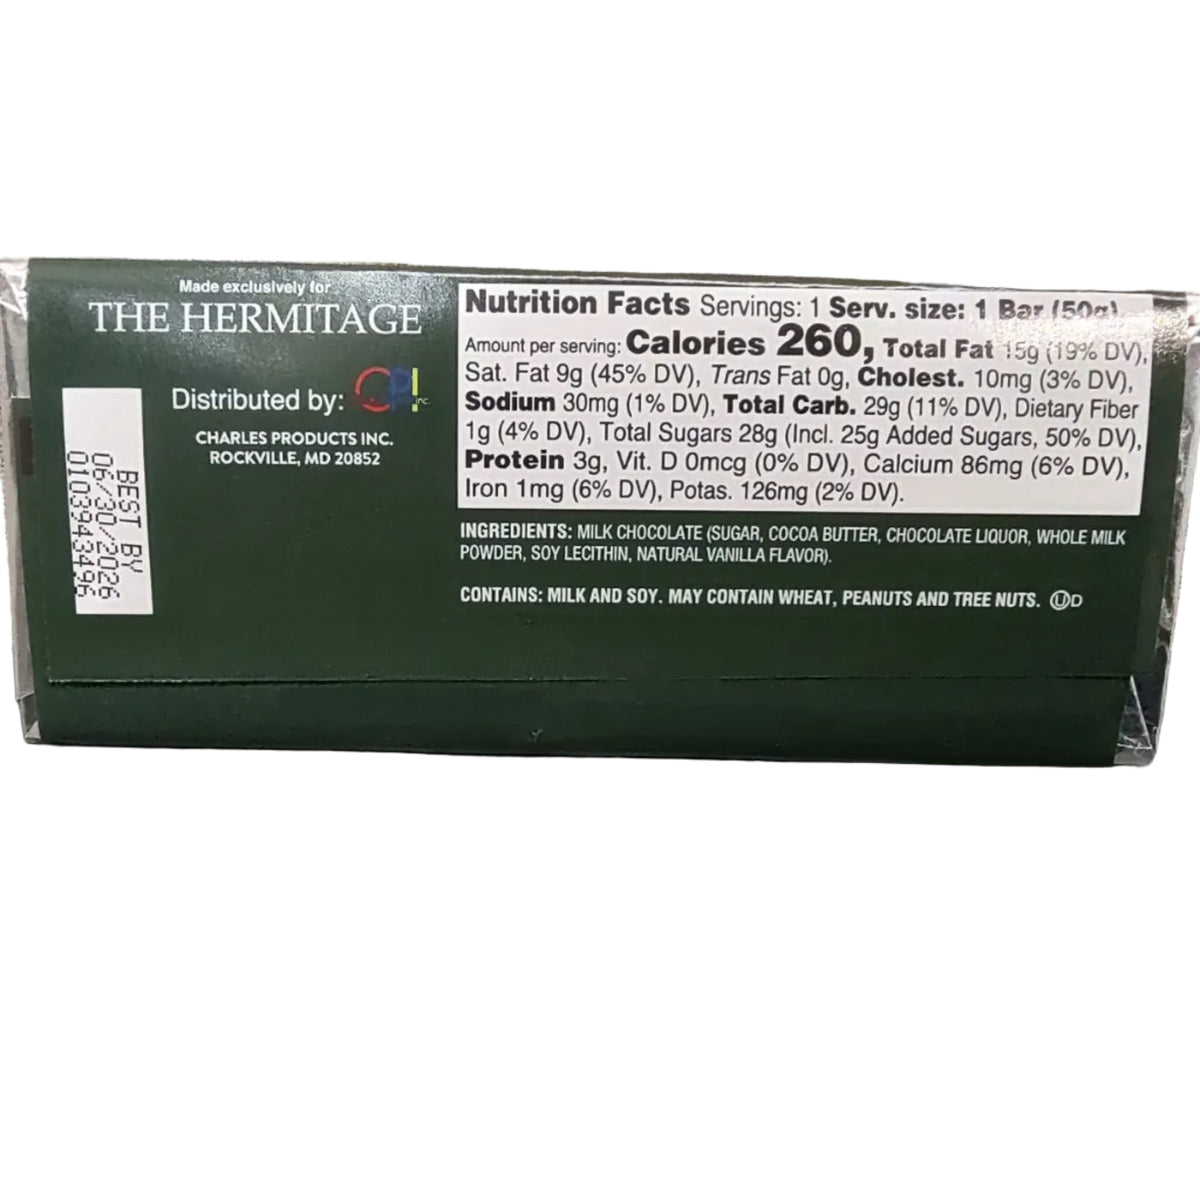 Made exclusively for
THE HERMITAGE
Distributed by: CPI inc.
CHARLES PRODUCTS INC.
ROCKVILLE, MD 20852
BEST BY
06/30/2026
0103943496
Nutrition Facts Servings: 1 Serv. size: 1 Bar (50g)
Amount per serving: Calories 260, Total Fat 15g (19% DV),
Sat. Fat 9g (45% DV), Trans Fat 0g, Cholest. 10mg (3% DV),
Sodium 30mg (1% DV), Total Carb. 29g (11% DV), Dietary Fiber
1g (4% DV), Total Sugars 28g (Incl. 25g Added Sugars, 50% DV),
Protein 3g, Vit. D 0mcg (0% DV), Calcium 86mg (6% DV),
Iron 1mg (6% DV), Potas. 126mg (2% DV).
INGREDIENTS: MILK CHOCOLATE (SUGAR, COCOA BUTTER, CHOCOLATE LIQUOR, WHOLE MILK
POWDER, SOY LECITHIN, NATURAL VANILLA FLAVOR).
CONTAINS: MILK AND SOY. MAY CONTAIN WHEAT, PEANUTS AND TREE NUTS. ⓊD